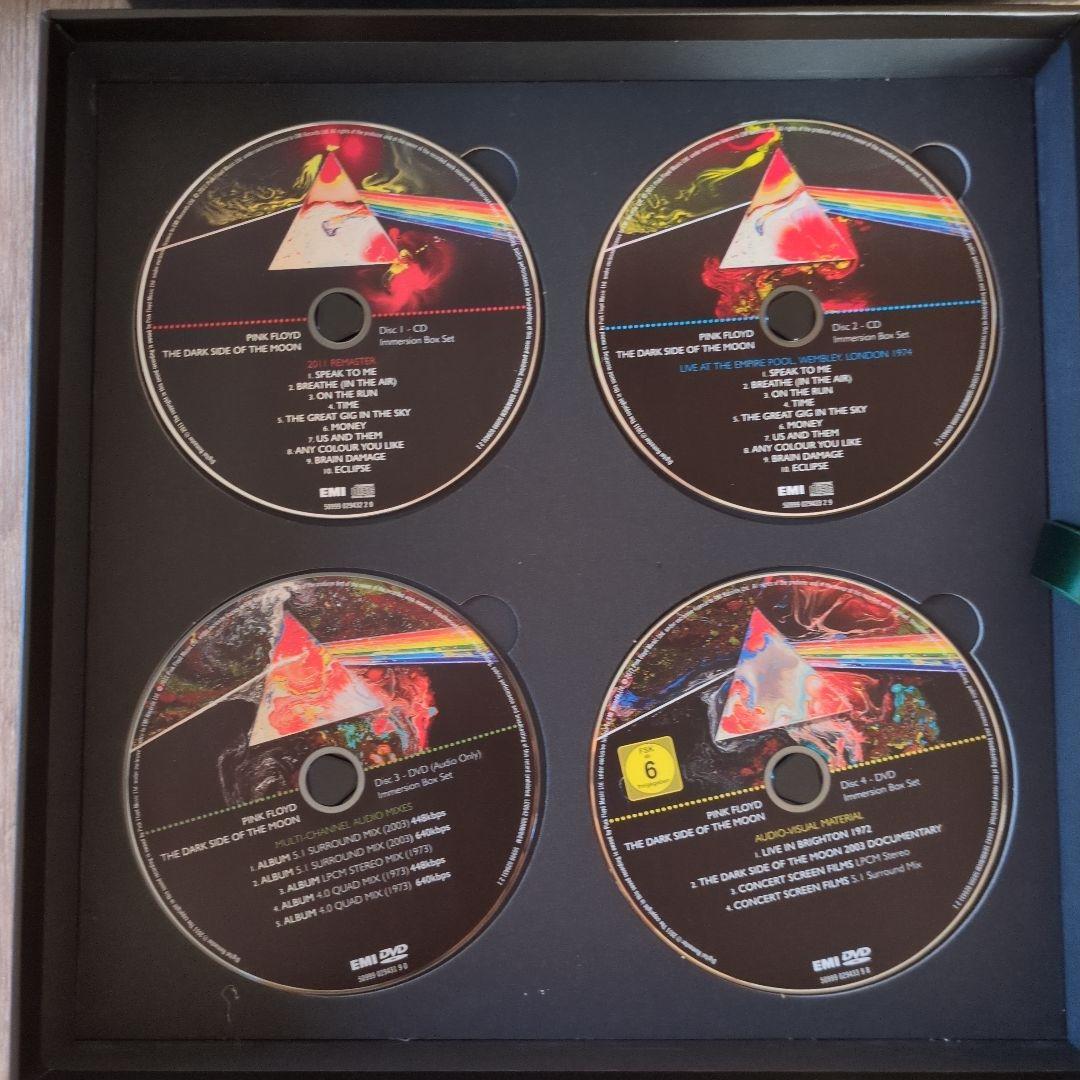 PINK FLOYD
THE DARK SIDE OF THE MOON
Disc 1 - CD
Immersion Box Set
2011 REMASTER
1. SPEAK TO ME
2. BREATHE (IN THE AIR)
3. ON THE RUN
4. TIME
5. THE GREAT GIG IN THE SKY
6. MONEY
7. US AND THEM
8. ANY COLOUR YOU LIKE
9. BRAIN DAMAGE
10. ECLIPSE
EMI
50999 029432 2 0
PINK FLOYD
THE DARK SIDE OF THE MOON
Disc 2 - CD
Immersion Box Set
LIVE AT THE EMPIRE POOL, WEMBLEY, LONDON 1974
1. SPEAK TO ME
2. BREATHE (IN THE AIR)
3. ON THE RUN
4. TIME
5. THE GREAT GIG IN THE SKY
6. MONEY
7. US AND THEM
8. ANY COLOUR YOU LIKE
9. BRAIN DAMAGE
10. ECLIPSE
EMI
PINK FLOYD
THE DARK SIDE OF THE MOON
Disc 3 - DVD (Audio Only)
Immersion Box Set
MULTI-CHANNEL AUDIO MIXES
1. ALBUM 5.1 SURROUND MIX (2003) 448kbps
2. ALBUM 5.1 SURROUND MIX (2003) 640kbps
3. ALBUM LPCM STEREO MIX (1973)
4. ALBUM 4.0 QUAD MIX (1973) 448kbps
5. ALBUM 4.0 QUAD MIX (1973) 640kbps
EMI DVD
50999 029431 9 0
FSK
6
PINK FLOYD
THE DARK SIDE OF THE MOON
Disc 4 - DVD
Immersion Box Set
AUDIO-VISUAL MATERIAL
1. LIVE IN BRIGHTON 1972
2. THE DARK SIDE OF THE MOON 2003 DOCUMENTARY
3. CONCERT SCREEN FILMS LPCM Stereo
4. CONCERT SCREEN FILMS 5.1 Surround Mix
EMI DVD